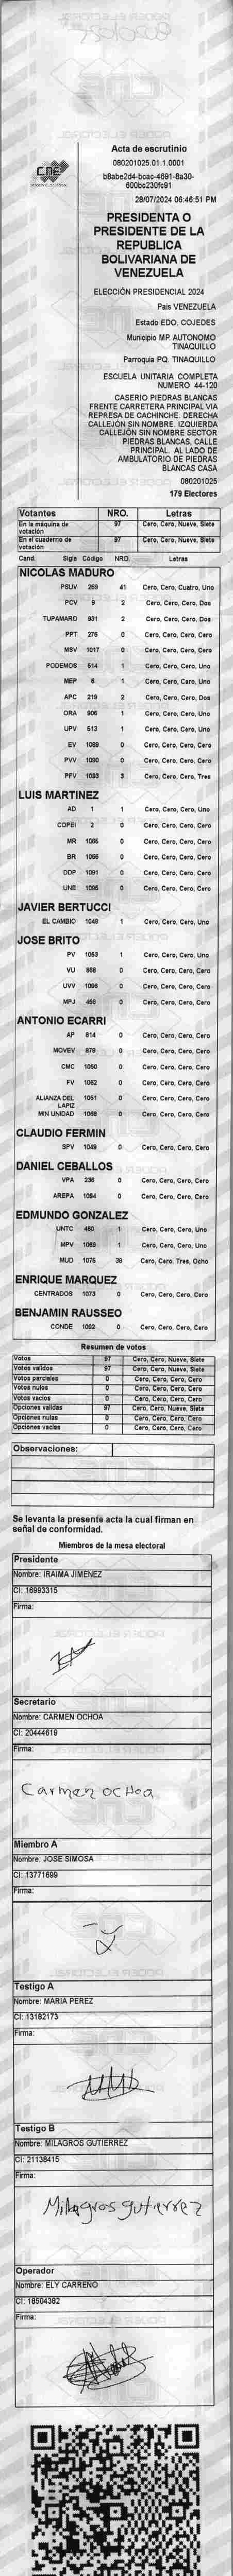 CNE
PODER ELECTORAL
Acta de escrutinio
080201025.01.1.0001
b8abe2d4-bcac-4691-8a30-
600bc230fc91
28/07/2024 06:46:51 PM
PRESIDENTA O
PRESIDENTE DE LA
REPUBLICA
BOLIVARIANA DE
VENEZUELA
ELECCIÓN PRESIDENCIAL 2024
País VENEZUELA
Estado EDO. COJEDES
Municipio MP. AUTONOMO
TINAQUILLO
Parroquia PQ. TINAQUILLO
ESCUELA UNITARIA COMPLETA
NUMERO 44-120
CASERIO PIEDRAS BLANCAS
FRENTE CARRETERA PRINCIPAL VIA
REPRESA DE CACHINCHE. DERECHA
CALLEJÓN SIN NOMBRE. IZQUIERDA
CALLEJÓN SIN NOMBRE SECTOR
PIEDRAS BLANCAS, CALLE
PRINCIPAL. AL LADO DE
AMBULATORIO DE PIEDRAS
BLANCAS CASA
080201025
179 Electores
Votantes NRO. Letras
En la máquina de votación 97 Cero, Cero, Nueve, Siete
En el cuaderno de votación 97 Cero, Cero, Nueve, Siete
Cand. Sigla Código NRO. Letras
NICOLAS MADURO
PSUV 269 41 Cero, Cero, Cuatro, Uno
PCV 9 2 Cero, Cero, Cero, Dos
TUPAMARO 931 2 Cero, Cero, Cero, Dos
PPT 276 0 Cero, Cero, Cero, Cero
MSV 1017 0 Cero, Cero, Cero, Cero
PODEMOS 514 1 Cero, Cero, Cero, Uno
MEP 6 1 Cero, Cero, Cero, Uno
APC 219 2 Cero, Cero, Cero, Dos
ORA 906 1 Cero, Cero, Cero, Uno
UPV 513 1 Cero, Cero, Cero, Uno
EV 1089 0 Cero, Cero, Cero, Cero
PVV 1090 0 Cero, Cero, Cero, Cero
PFV 1093 3 Cero, Cero, Cero, Tres
LUIS MARTINEZ
AD 1 1 Cero, Cero, Cero, Uno
COPEI 2 0 Cero, Cero, Cero, Cero
MR 1065 0 Cero, Cero, Cero, Cero
BR 1066 0 Cero, Cero, Cero, Cero
DDP 1091 0 Cero, Cero, Cero, Cero
UNE 1095 0 Cero, Cero, Cero, Cero
JAVIER BERTUCCI
EL CAMBIO 1048 1 Cero, Cero, Cero, Uno
JOSE BRITO
PV 1053 1 Cero, Cero, Cero, Uno
VU 868 0 Cero, Cero, Cero, Cero
UVV 1096 0 Cero, Cero, Cero, Cero
MPJ 456 0 Cero, Cero, Cero, Cero
ANTONIO ECARRI
AP 814 0 Cero, Cero, Cero, Cero
MOVEV 979 0 Cero, Cero, Cero, Cero
CMC 1050 0 Cero, Cero, Cero, Cero
FV 1062 0 Cero, Cero, Cero, Cero
ALIANZA DEL LAPIZ 1051 0 Cero, Cero, Cero, Cero
MIN UNIDAD 1068 0 Cero, Cero, Cero, Cero
CLAUDIO FERMIN
SPV 1049 0 Cero, Cero, Cero, Cero
DANIEL CEBALLOS
VPA 236 0 Cero, Cero, Cero, Cero
AREPA 1094 0 Cero, Cero, Cero, Cero
EDMUNDO GONZALEZ
UNTC 460 1 Cero, Cero, Cero, Uno
MPV 1069 1 Cero, Cero, Cero, Uno
MUD 1075 38 Cero, Cero, Tres, Ocho
ENRIQUE MARQUEZ
CENTRADOS 1073 0 Cero, Cero, Cero, Cero
BENJAMIN RAUSSEO
CONDE 1092 0 Cero, Cero, Cero, Cero
Resumen de votos
Votos 97 Cero, Cero, Nueve, Siete
Votos validos 97 Cero, Cero, Nueve, Siete
Votos parciales 0 Cero, Cero, Cero, Cero
Votos nulos 0 Cero, Cero, Cero, Cero
Votos vacios 0 Cero, Cero, Cero, Cero
Opciones validas 97 Cero, Cero, Nueve, Siete
Opciones nulas 0 Cero, Cero, Cero, Cero
Opciones vacias 0 Cero, Cero, Cero, Cero
Observaciones:
Se levanta la presente acta la cual firman en
señal de conformidad.
Miembros de la mesa electoral
Presidente
Nombre: IRAIMA JIMENEZ
CI: 16993315
Firma:
Secretario
Nombre: CARMEN OCHOA
CI: 20444619
Firma:
Carmen ocHoa
Miembro A
Nombre: JOSE SIMOSA
CI: 13771699
Firma:
Testigo A
Nombre: MARIA PEREZ
CI: 13182173
Firma:
Testigo B
Nombre: MILAGROS GUTIERREZ
CI: 21138415
Firma:
Milagros gutierrez
Operador
Nombre: ELY CARREÑO
CI: 18504382
Firma: